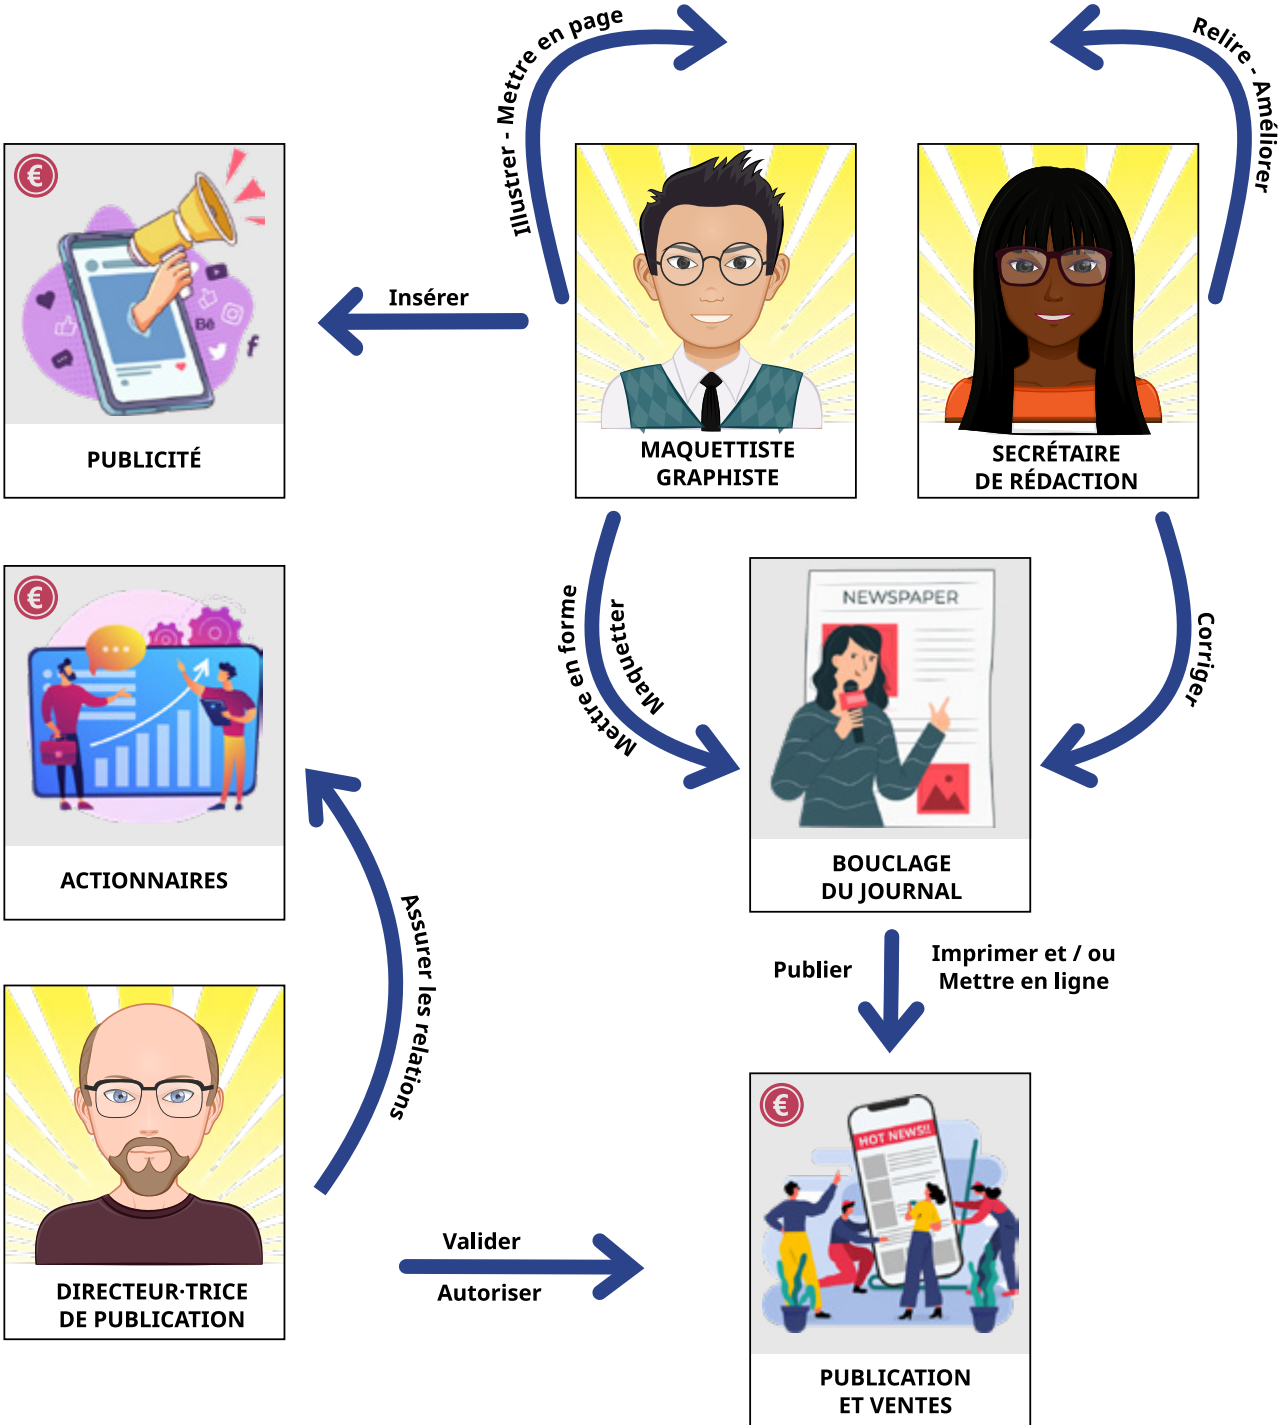 Illustrer - Mettre en page
Relire - Améliorer
€
Bē
f
Insérer
PUBLICITÉ
MAQUETTISTE
GRAPHISTE
SECRÉTAIRE
DE RÉDACTION
€
ACTIONNAIRES
Mettre en forme
Maquetter
NEWSPAPER
Corriger
BOUCLAGE
DU JOURNAL
Publier
Imprimer et / ou
Mettre en ligne
Assurer les relations
DIRECTEUR·TRICE
DE PUBLICATION
Valider
Autoriser
€
HOT NEWS!!
PUBLICATION
ET VENTES